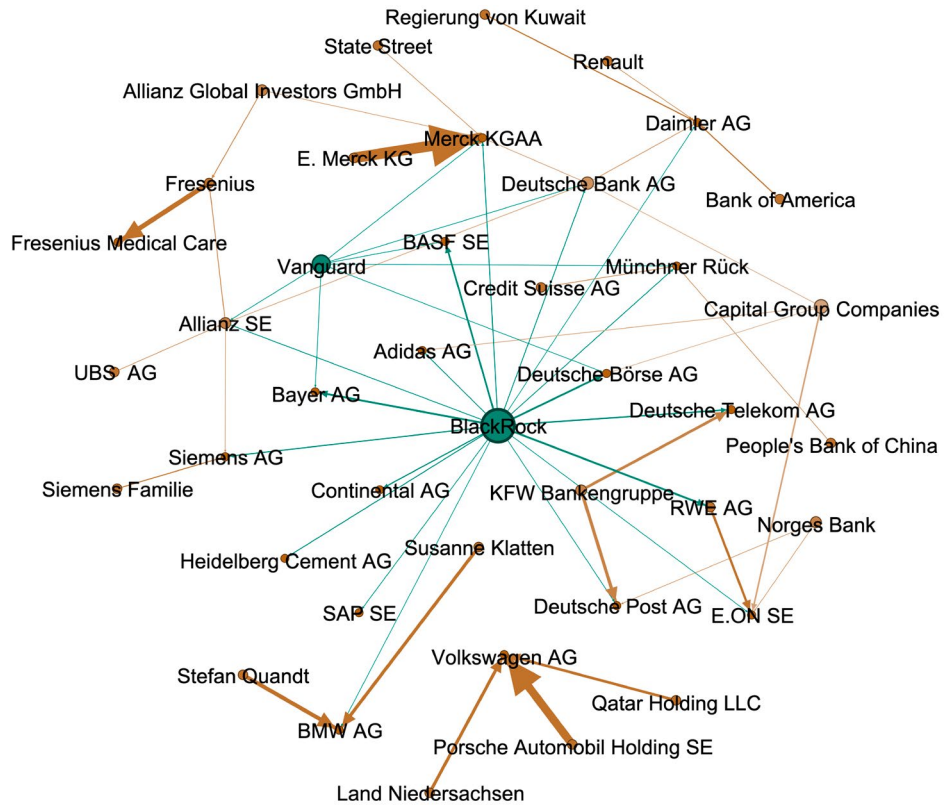 Regierung von Kuwait
State Street
Renault
Allianz Global Investors GmbH
Daimler AG
Merck KGAA
E. Merck KG
Fresenius
Deutsche Bank AG
Bank of America
Fresenius Medical Care
BASF SE
Vanguard
Münchner Rück
Credit Suisse AG
Capital Group Companies
Allianz SE
Adidas AG
UBS AG
Deutsche Börse AG
Bayer AG
Deutsche Telekom AG
BlackRock
People's Bank of China
Siemens AG
Siemens Familie
Continental AG
KFW Bankengruppe
RWE AG
Norges Bank
Susanne Klatten
Heidelberg Cement AG
Deutsche Post AG
SAP SE
E.ON SE
Volkswagen AG
Stefan Quandt
Qatar Holding LLC
BMW AG
Porsche Automobil Holding SE
Land Niedersachsen